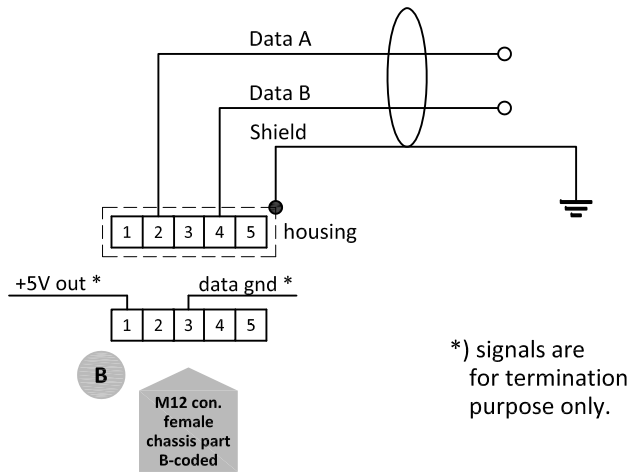 Data A
Data B
Shield
1 2 3 4 5
housing
+5V out *
data gnd *
1 2 3 4 5
B
M12 con.
female
chassis part
B-coded
*) signals are
for termination
purpose only.